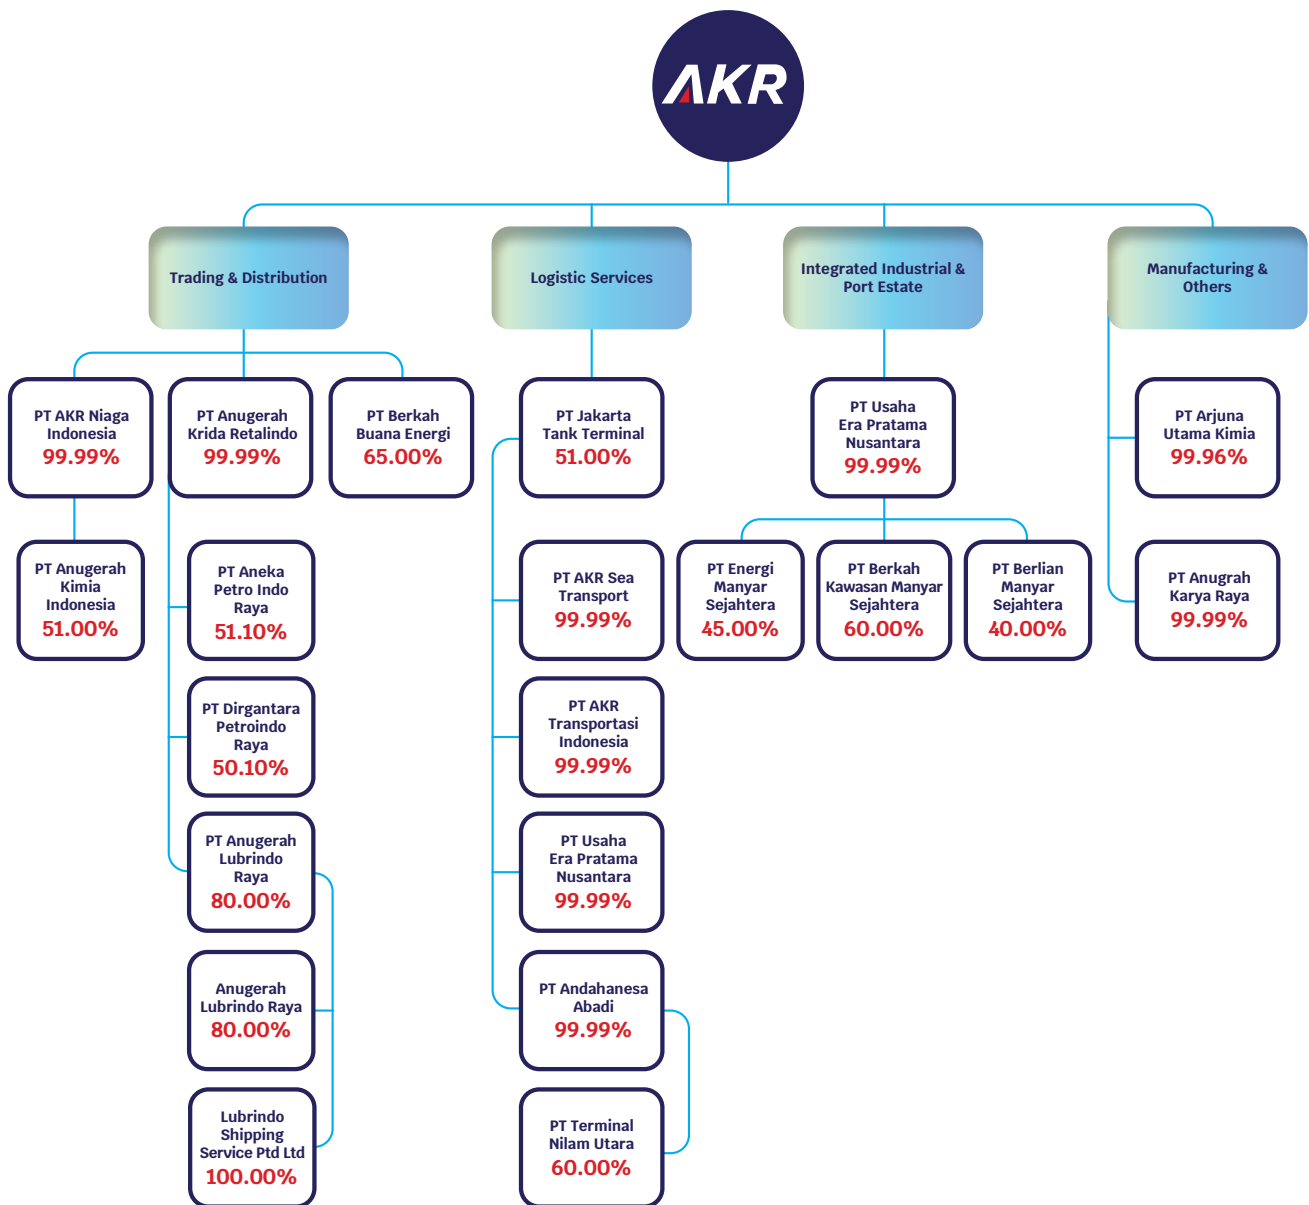 AKR
Trading & Distribution
Logistic Services
Integrated Industrial &
Port Estate
Manufacturing &
Others
PT AKR Niaga
Indonesia
99.99%
PT Anugerah
Krida Retalindo
99.99%
PT Berkah
Buana Energi
65.00%
PT Jakarta
Tank Terminal
51.00%
PT Usaha
Era Pratama
Nusantara
99.99%
PT Arjuna
Utama Kimia
99.96%
PT Anugerah
Kimia
Indonesia
51.00%
PT Aneka
Petro Indo
Raya
51.10%
PT AKR Sea
Transport
99.99%
PT Energi
Manyar
Sejahtera
45.00%
PT Berkah
Kawasan Manyar
Sejahtera
60.00%
PT Berlian
Manyar
Sejahtera
40.00%
PT Anugrah
Karya Raya
99.99%
PT Dirgantara
Petroindo
Raya
50.10%
PT AKR
Transportasi
Indonesia
99.99%
PT Anugerah
Lubrindo
Raya
80.00%
PT Usaha
Era Pratama
Nusantara
99.99%
Anugerah
Lubrindo Raya
80.00%
PT Andahanesa
Abadi
99.99%
Lubrindo
Shipping
Service Ptd Ltd
100.00%
PT Terminal
Nilam Utara
60.00%